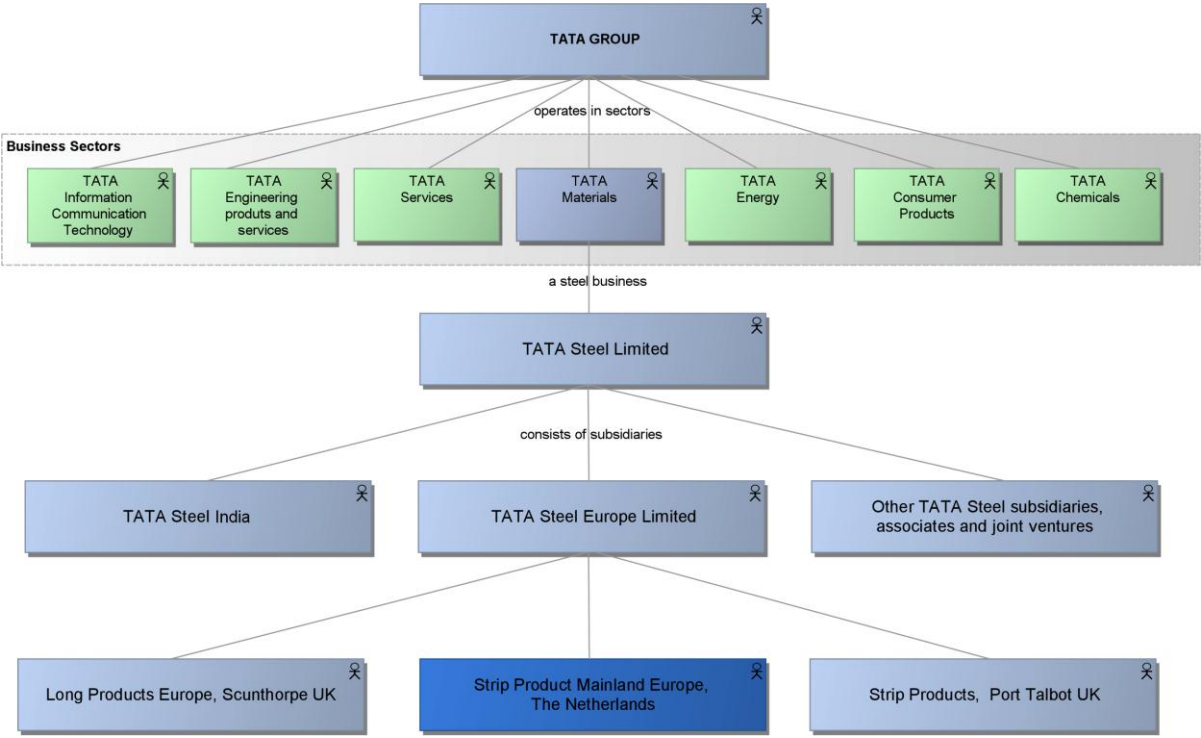 TATA GROUP
operates in sectors
Business Sectors
TATA
Information
Communication
Technology
TATA
Engineering
produts and
services
TATA
Services
TATA
Materials
TATA
Energy
TATA
Consumer
Products
TATA
Chemicals
a steel business
TATA Steel Limited
consists of subsidiaries
TATA Steel India
TATA Steel Europe Limited
Other TATA Steel subsidiaries,
associates and joint ventures
Long Products Europe, Scunthorpe UK
Strip Product Mainland Europe,
The Netherlands
Strip Products, Port Talbot UK